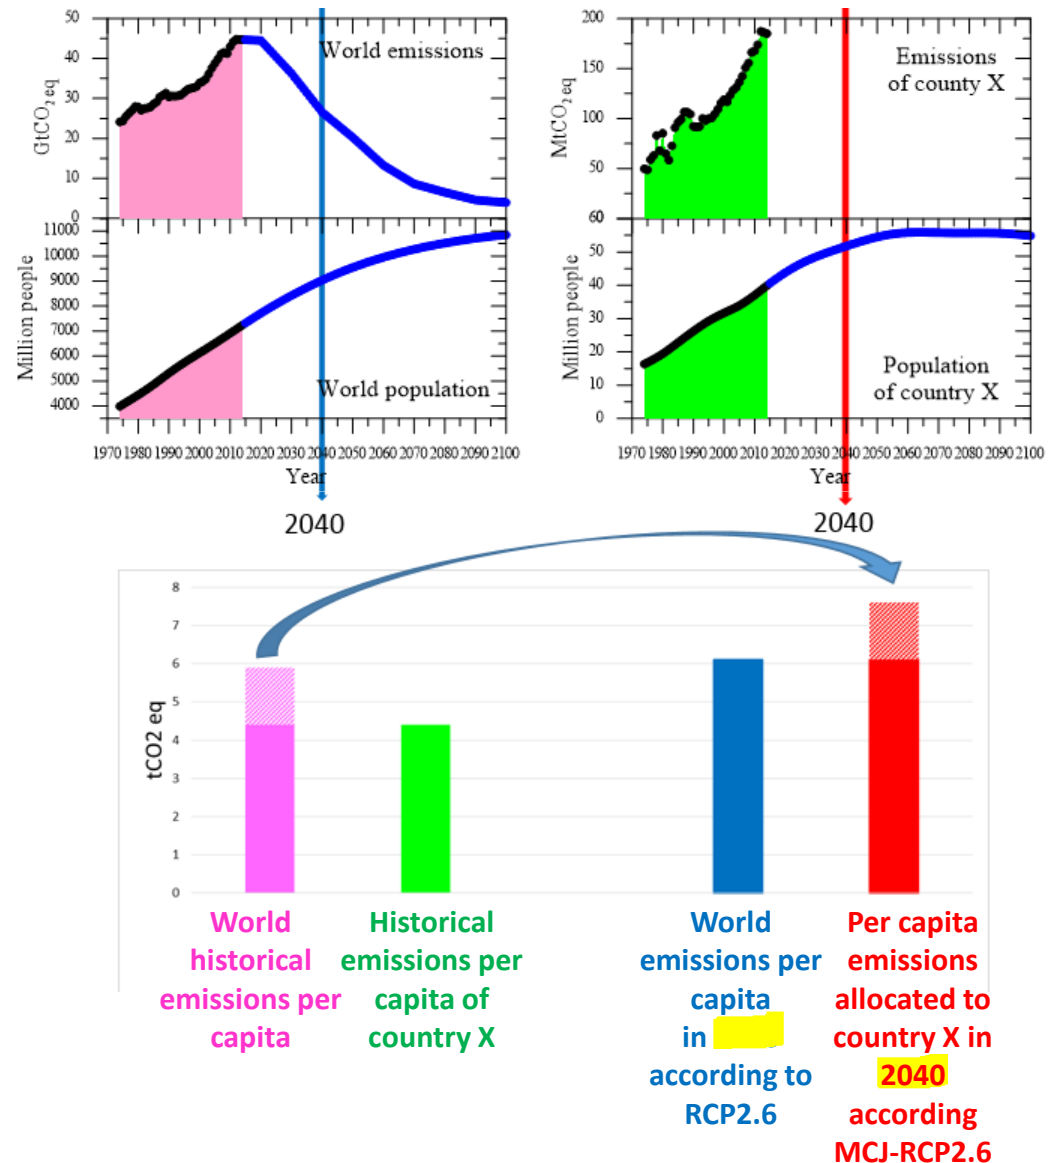 50
40
30
20
10
0
GtCO2 eq
World emissions
200
150
100
50
0
MtCO2 eq
Emissions
of county X
11000
10000
9000
8000
7000
6000
5000
4000
Million people
World population
60
50
40
30
20
10
0
Million people
Population
of country X
1970 1980 1990 2000 2010 2020 2030 2040 2050 2060 2070 2080 2090 2100
Year
1970 1980 1990 2000 2010 2020 2030 2040 2050 2060 2070 2080 2090 2100
Year
2040
2040
8
7
6
5
4
3
2
1
0
tCO2 eq
World
historical
emissions per
capita
Historical
emissions per
capita of
country X
World
emissions per
capita
in
according to
RCP2.6
Per capita
emissions
allocated to
country X in
2040
according
MCJ-RCP2.6